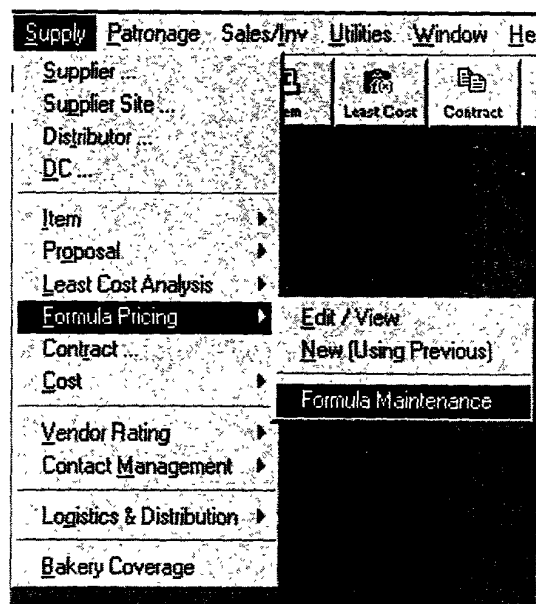 Supply Patronage Sales/Inv Utilities Window He
Supplier ...
Supplier Site ...
Distributor ...
DC ...
em Least Cost Contract
Item
Proposal
Least Cost Analysis
Formula Pricing
Contract ...
Cost
Edit / View
New (Using Previous)
Formula Maintenance
Vendor Rating
Contact Management
Logistics & Distribution
Bakery Coverage